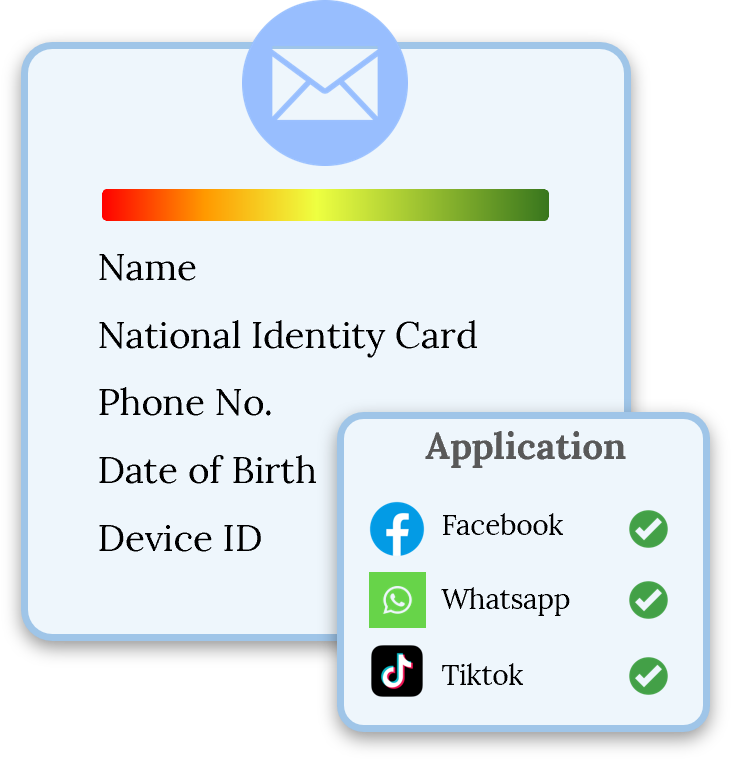 Name
National Identity Card
Phone No.
Date of Birth
Device ID
Application
Facebook
Whatsapp
Tiktok